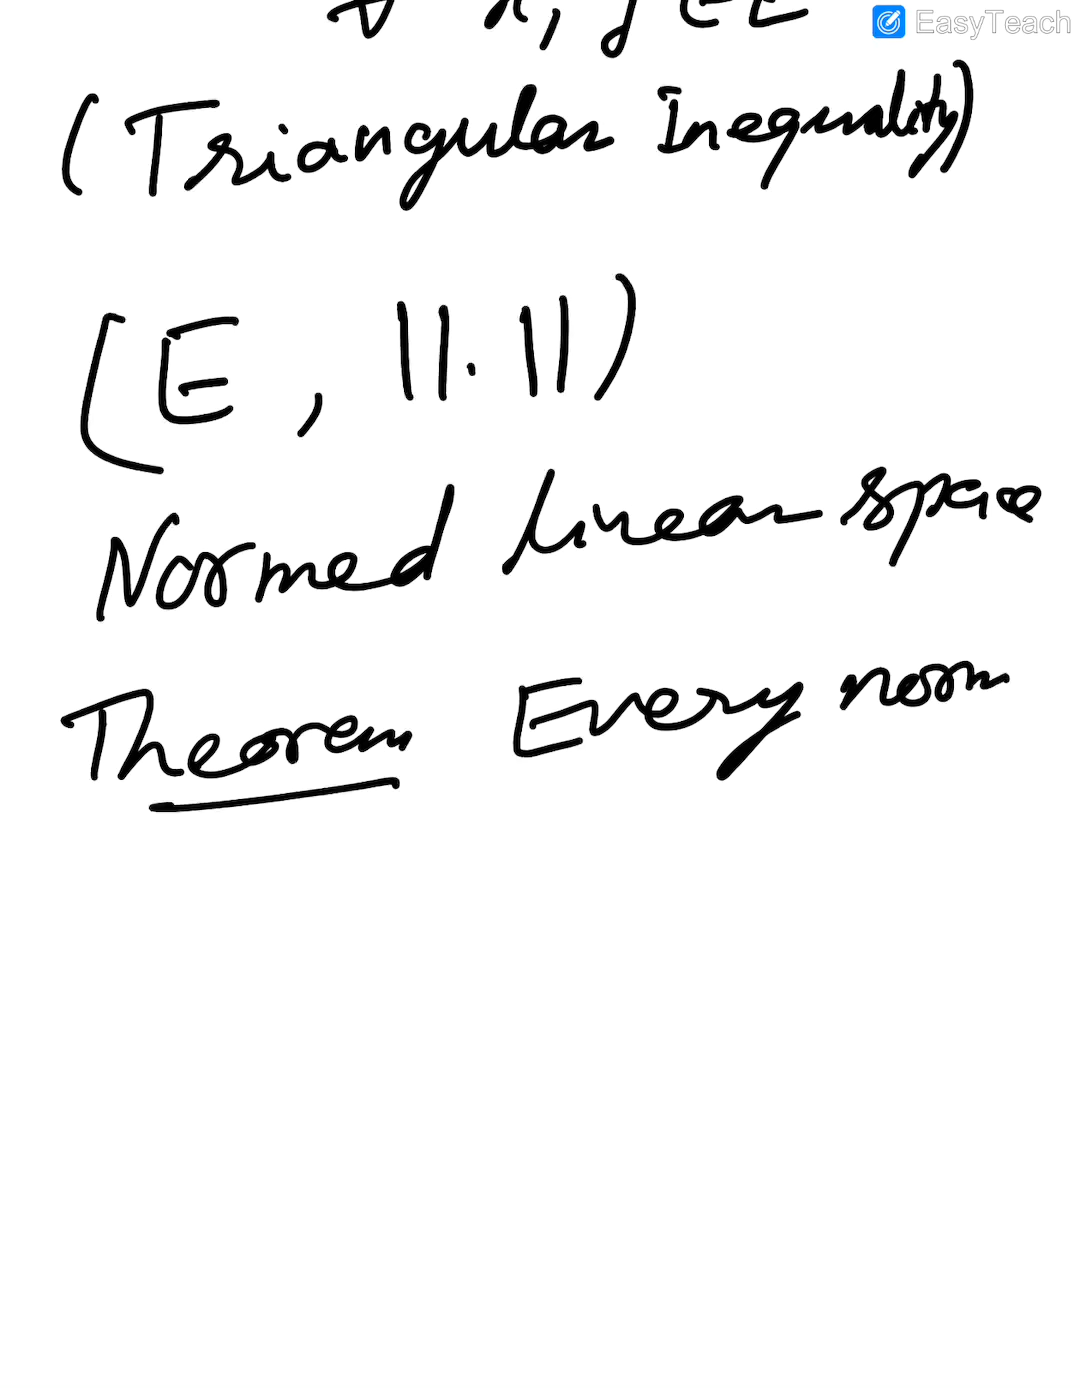 ∀ x, y ∈ E
EasyTeach
(Triangular Inequality)
(E, ||.||)
Normed linear space
Theorem Every norm